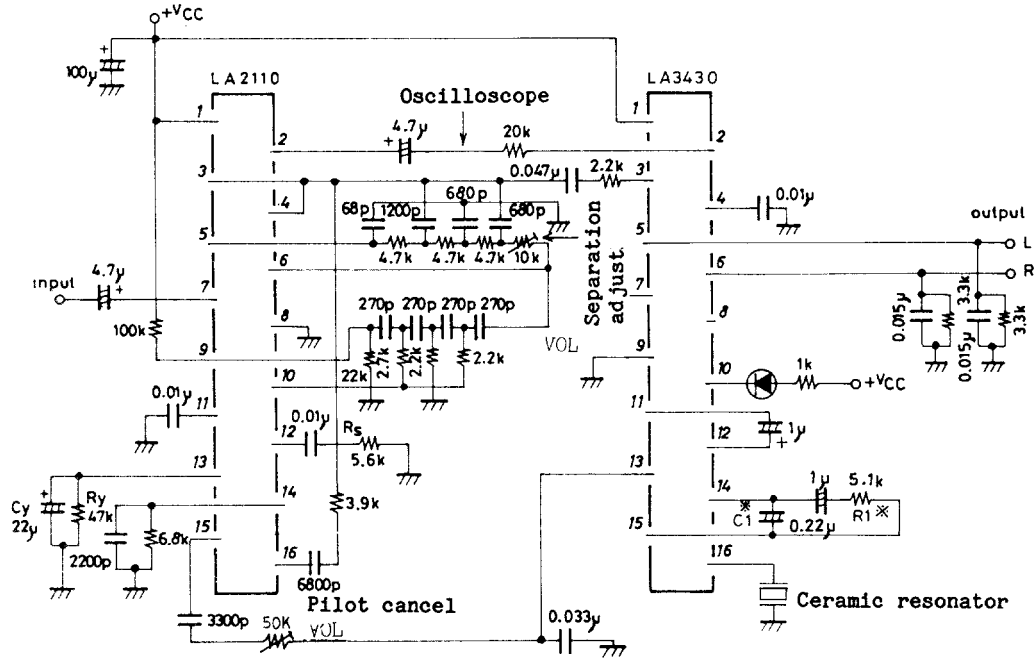 +VCC
100µ
LA2110
LA3430
Oscilloscope
1
2
4.7µ
20k
1
2
3
0.047µ
2.2k
3
4
680p
4
0.01µ
68p
1200p
680p
output
5
4.7k
4.7k
4.7k
10k
5
L
6
6
R
Separation
adjust.
input
4.7µ
7
270p
270p
270p
270p
7
0.015µ
3.3k
0.015µ
3.3k
100k
8
VOL
8
9
22k
2.7k
2.2k
2.2k
9
10
10
1k
+VCC
0.01µ
11
0.01µ
Rs
11
12
5.6k
12
1µ
13
13
Cy
22µ
Ry
47k
14
3.9k
14
1µ
5.1k
※
C1
R1※
15
15
0.22µ
2200p
6.8k
16
6800p
16
Pilot cancel
Ceramic resonator
3300p
50K
VOL
0.033µ